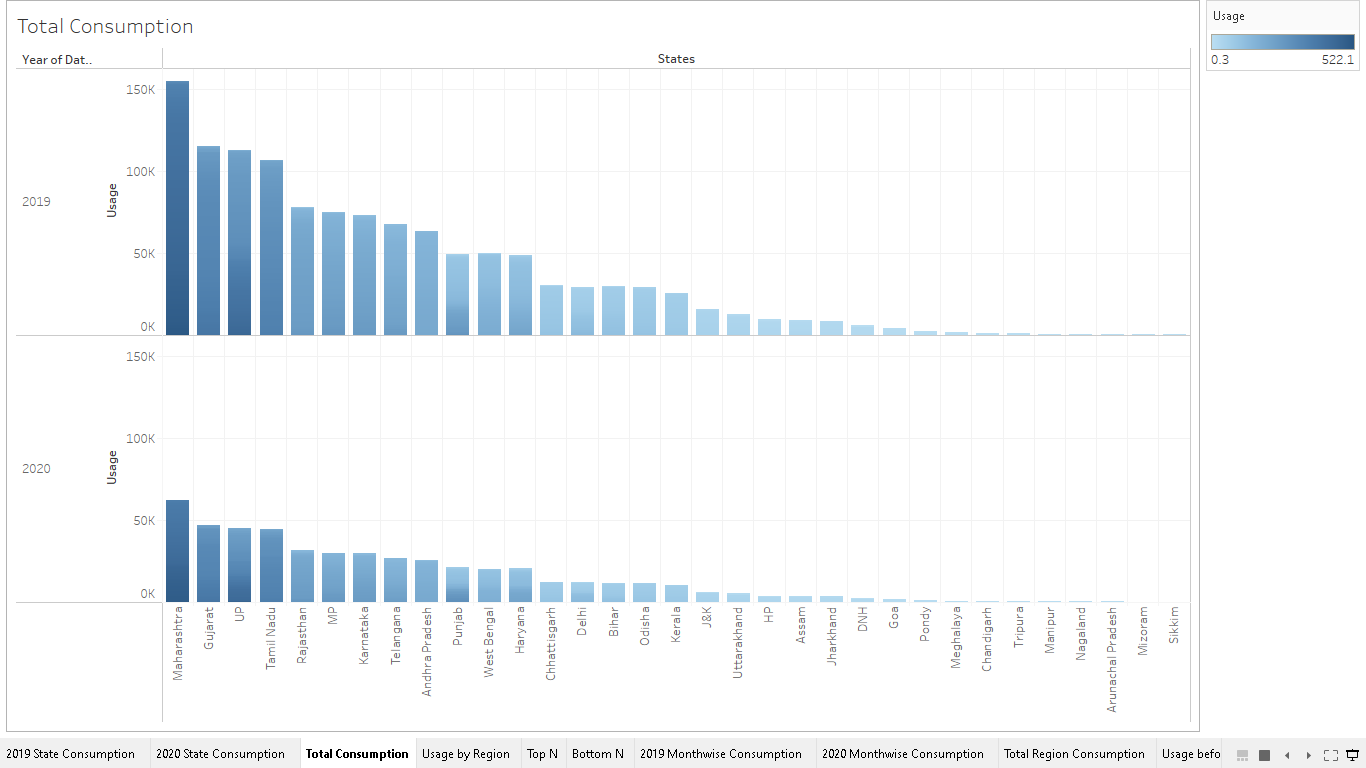 Total Consumption
Usage
0.3 522.1
Year of Dat..
States
150K
100K
50K
0K
2019
Usage
150K
100K
50K
0K
2020
Usage
Maharashtra
Gujarat
UP
Tamil Nadu
Rajasthan
MP
Karnataka
Telangana
Andhra Pradesh
Punjab
West Bengal
Haryana
Chhattisgarh
Delhi
Bihar
Odisha
Kerala
J&K
Uttarakhand
HP
Assam
Jharkhand
DNH
Goa
Pondy
Meghalaya
Chandigarh
Tripura
Manipur
Nagaland
Arunachal Pradesh
Mizoram
Sikkim
2019 State Consumption
2020 State Consumption
Total Consumption
Usage by Region
Top N
Bottom N
2019 Monthwise Consumption
2020 Monthwise Consumption
Total Region Consumption
Usage befo